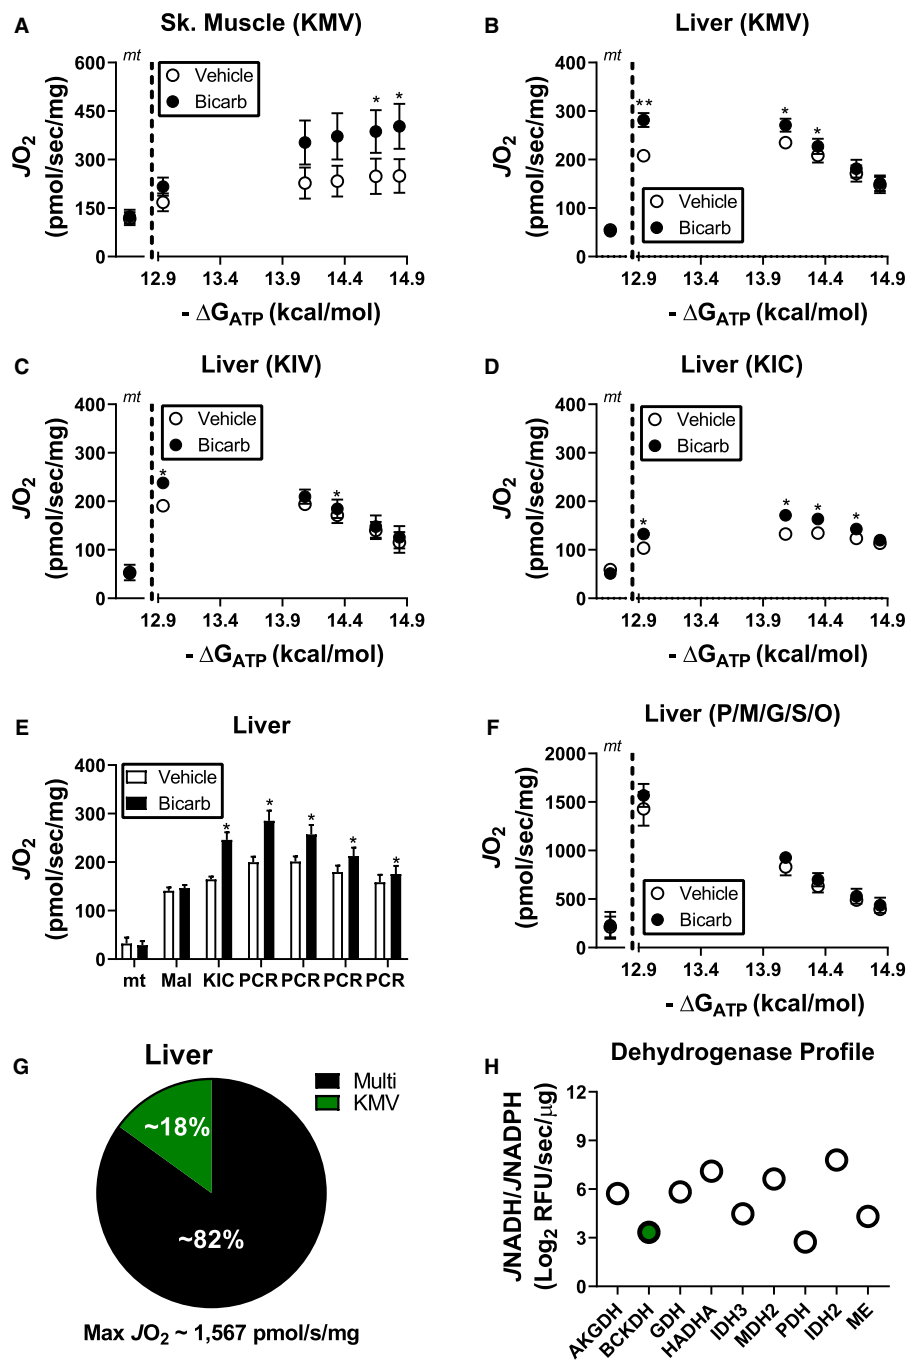 A
Sk. Muscle (KMV)
mt
JO2
(pmol/sec/mg)
600
450
300
150
0
Vehicle
Bicarb
*
*
12.9 13.4 13.9 14.4 14.9
- ΔGATP (kcal/mol)
B
Liver (KMV)
mt
JO2
(pmol/sec/mg)
400
300
200
100
0
**
*
*
Vehicle
Bicarb
12.9 13.4 13.9 14.4 14.9
- ΔGATP (kcal/mol)
C
Liver (KIV)
mt
JO2
(pmol/sec/mg)
400
300
200
100
0
Vehicle
Bicarb
*
*
12.9 13.4 13.9 14.4 14.9
- ΔGATP (kcal/mol)
D
Liver (KIC)
mt
JO2
(pmol/sec/mg)
400
300
200
100
0
Vehicle
Bicarb
*
*
*
*
12.9 13.4 13.9 14.4 14.9
- ΔGATP (kcal/mol)
E
Liver
JO2
(pmol/sec/mg)
400
300
200
100
0
Vehicle
Bicarb
*
*
*
*
*
mt Mal KIC PCR PCR PCR PCR
F
Liver (P/M/G/S/O)
mt
JO2
(pmol/sec/mg)
2000
1500
1000
500
0
Vehicle
Bicarb
12.9 13.4 13.9 14.4 14.9
- ΔGATP (kcal/mol)
G
Liver
Multi
KMV
~18%
~82%
Max JO2 ~ 1,567 pmol/s/mg
H
Dehydrogenase Profile
JNADH/JNADPH
(Log2 RFU/sec/μg)
12
9
6
3
0
AKGDH
BCKDH
GDH
HADHA
IDH3
MDH2
PDH
IDH2
ME